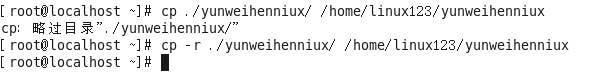 [root@localhost ~]# cp ./yunweihenniux/ /home/linux123/yunweihenniux
cp: 略过目录"./yunweihenniux/"
[root@localhost ~]# cp -r ./yunweihenniux/ /home/linux123/yunweihenniux
[root@localhost ~]#